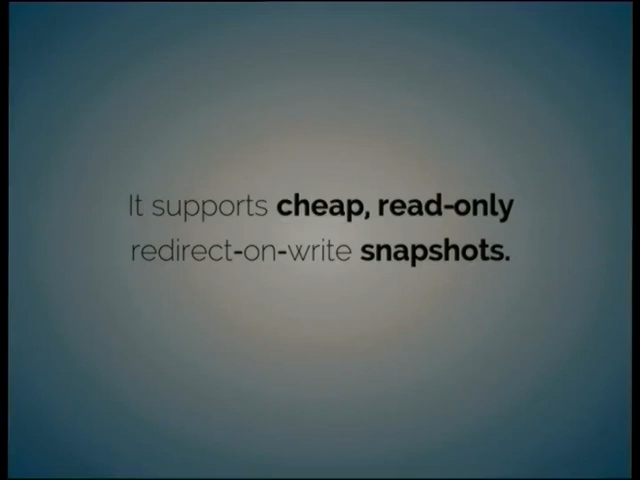 It supports cheap, read-only
redirect-on-write snapshots.